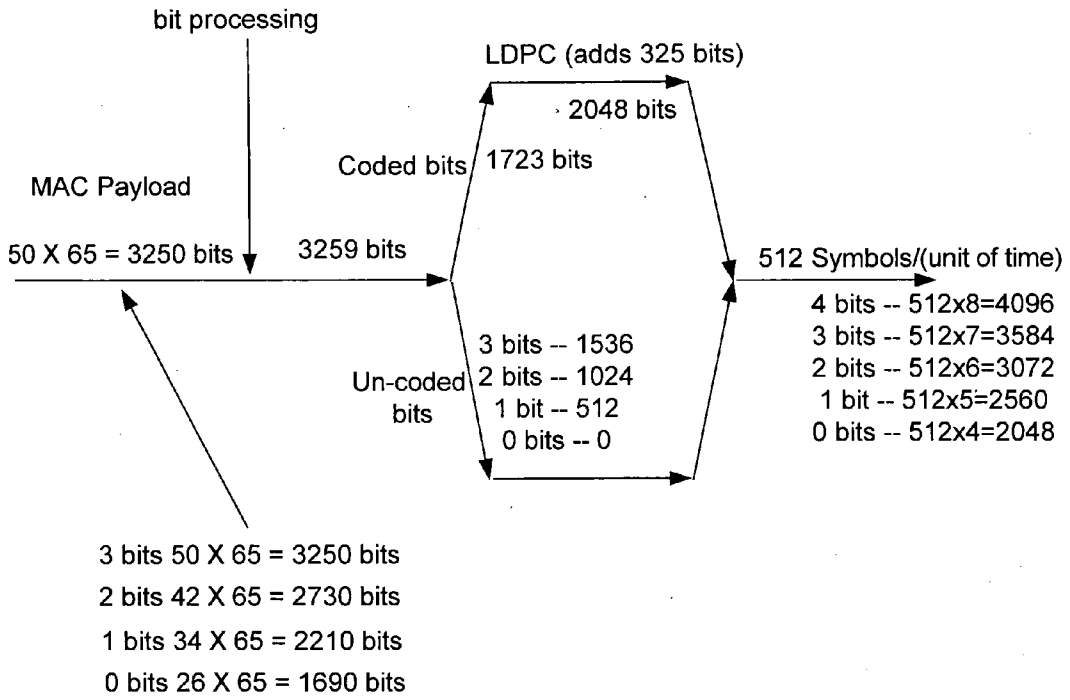 bit processing
LDPC (adds 325 bits)
2048 bits
Coded bits
1723 bits
MAC Payload
50 X 65 = 3250 bits
3259 bits
512 Symbols/(unit of time)
4 bits -- 512x8=4096
3 bits -- 512x7=3584
2 bits -- 512x6=3072
1 bit -- 512x5=2560
0 bits -- 512x4=2048
Un-coded
bits
3 bits -- 1536
2 bits -- 1024
1 bit -- 512
0 bits -- 0
3 bits 50 X 65 = 3250 bits
2 bits 42 X 65 = 2730 bits
1 bits 34 X 65 = 2210 bits
0 bits 26 X 65 = 1690 bits